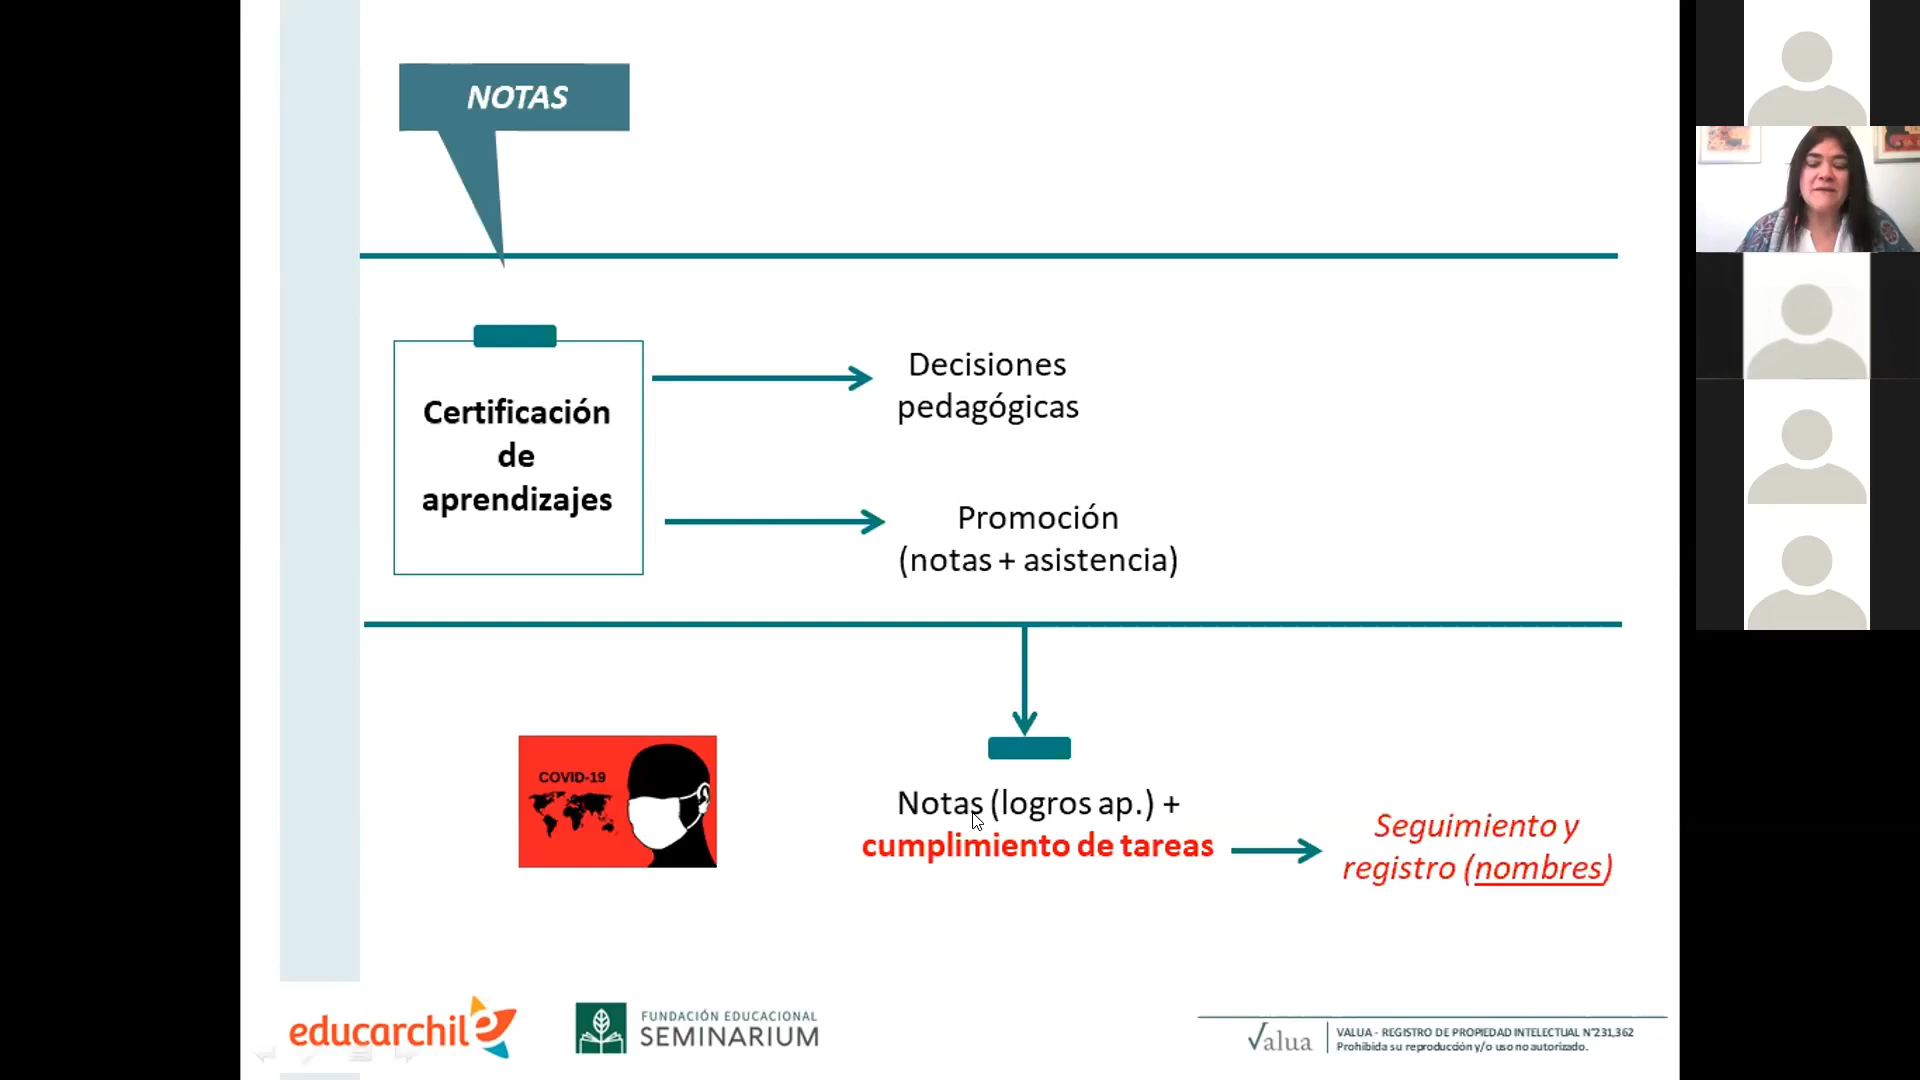 NOTAS
Certificación
de
aprendizajes
Decisiones
pedagógicas
Promoción
(notas + asistencia)
COVID-19
Notas (logros ap.) +
cumplimiento de tareas
Seguimiento y
registro (nombres)
educarchile
FUNDACIÓN EDUCACIONAL
SEMINARIUM
Valua
VALUA - REGISTRO DE PROPIEDAD INTELECTUAL N°231,362
Prohibida su reproducción y/o uso no autorizado.